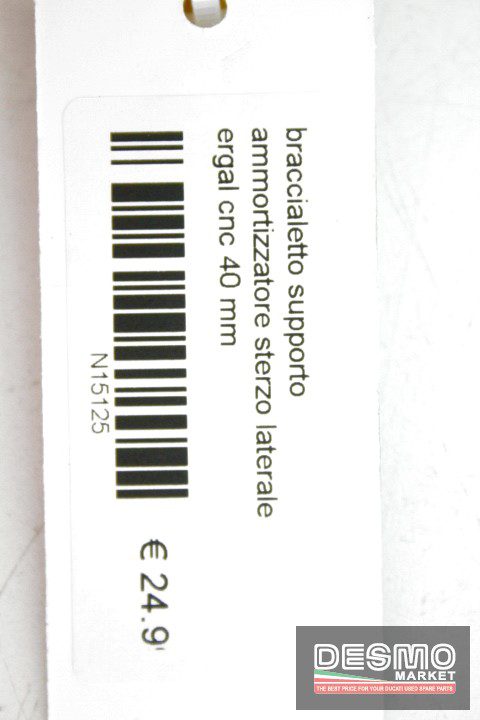 braccialetto supporto
ammortizzatore sterzo laterale
ergal cnc 40 mm
N15125
€ 24.9
DESMO
MARKET
THE BEST PRICE FOR YOUR DUCATI USED SPARE PARTS